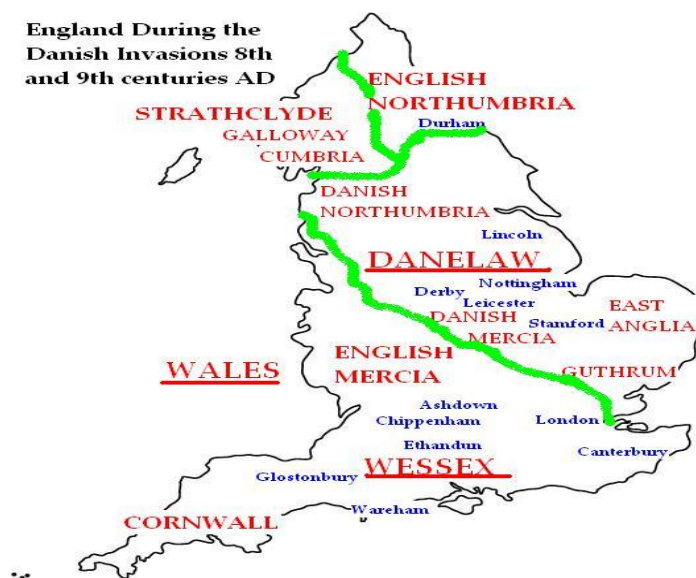 England During the
Danish Invasions 8th
and 9th centuries AD
ENGLISH
NORTHUMBRIA
STRATHCLYDE
Durham
GALLOWAY
CUMBRIA
DANISH
NORTHUMBRIA
Lincoln
DANELAW
Nottingham
Derby
Leicester
EAST
ANGLIA
DANISH
MERCIA
Stamford
ENGLISH
MERCIA
WALES
GUTHRUM
Ashdown
Chippenham
London
Ethandun
Canterbury
WESSEX
Glostonbury
Wareham
CORNWALL